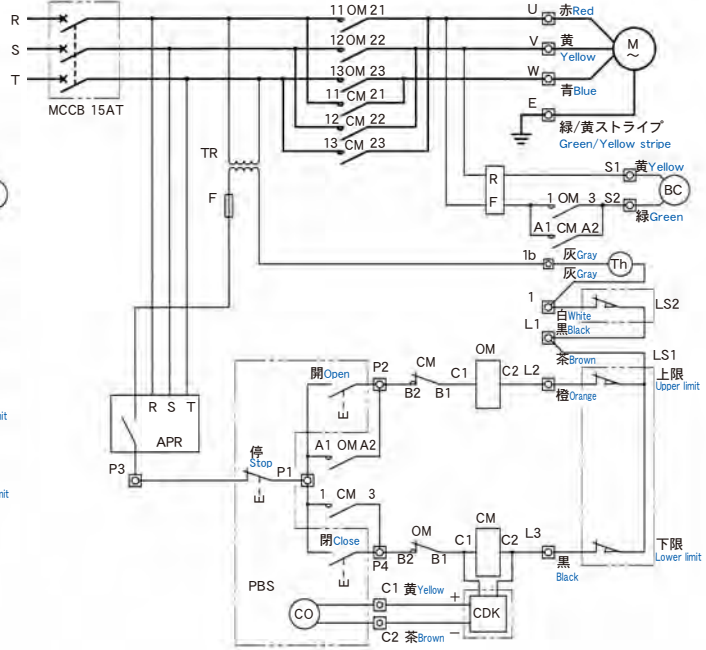 R
S
T
MCCB 15AT
11 OM 21
12 OM 22
13 OM 23
11 CM 21
12 CM 22
13 CM 23
U 赤Red
V 黄
Yellow
W
青Blue
E
緑/黄ストライプ
Green/Yellow stripe
M
~
TR
F
R
F
S1 黄Yellow
1 OM 3 S2
A1 CM A2
緑Green
BC
1b 灰Gray
灰Gray
Th
1
白White
LS2
L1 黒Black
茶Brown
LS1
開Open
P2 CM C1 OM C2 L2
B2 B1
橙Orange
上限
Upper limit
R S T
APR
A1 OM A2
停
Stop
P1
P3
1 CM 3
閉Close
P4
OM
B2 B1
C1 CM C2 L3
黒
Black
下限
Lower limit
PBS
CO
C1 黄Yellow +
C2 茶Brown −
CDK